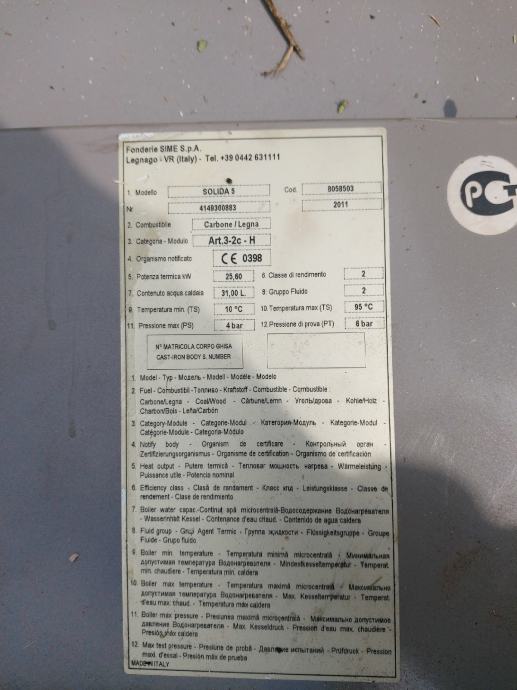 Fonderie SIME S.p.A.
Legnago - VR (Italy) - Tel. +39 0442 631111
1. Modello SOLIDA 5 Cod. 8058503
Nr 4149300883 2011
2. Combustibile Carbone / Legna
3. Categoria - Modulo Art.3-2c - H
4. Organismo notificato CE 0398
5. Potenza termica kW 25,60 6. Classe di rendimento 2
7. Contenuto acqua caldaia 31,00 L. 8. Gruppo Fluido 2
9. Temperatura min. (TS) 10 °C 10. Temperatura max (TS) 95 °C
11. Pressione max (PS) 4 bar 12. Pressione di prova (PT) 6 bar
N° MATRICOLA CORPO GHISA
CAST-IRON BODY S. NUMBER
РСТ
1. Model - Typ - Модель - Modell - Modèle - Modelo
2. Fuel - Combustibil - Топливо - Kraftstoff - Combustible - Combustible :
Carbone/Legna - Coal/Wood - Cărbune/Lemn - Уголь/дрова - Kohle/Holz -
Charbon/Bois - Leña/Carbón
3. Category-Module - Categorie-Modul - Категория-Модуль - Kategorie-Modul -
Catégorie-Module - Categoría-Módulo
4. Notify body - Organism de certificare - Контрольный орган -
Zertifizierungsorganismus - Organisme de certification - Organismo de certificación
5. Heat output - Putere termică - Тепловая мощность нагрева - Wärmeleistung -
Puissance utile - Potencia nominal
6. Efficiency class - Clasă de randament - Класс кпд - Leistungsklasse - Classe de
rendement - Clase de rendimiento
7. Boiler water capac.-Continut apă microcentrală-Водосодержание Водонагревателя
- Wasserinhalt Kessel - Contenance d'eau chaud. - Contenido de agua caldera
8. Fluid group - Grup Agent Termic - Группа жидкости - Flüssigkeitsgruppe - Groupe
Fluide - Grupo fluido
9. Boiler min temperature - Temperatura minimă microcentrală - Минимальная
допустимая температура Водонагревателя - Mindestkesseltemperatur - Temperat.
min. chaudiere - Temperatura min. caldera
10. Boiler max temperature - Temperatura maximă microcentrală - Максимальная
допустимая температура Водонагревателя - Max. Kesseltemperatur - Temperat.
d'eau max chaud. - Temperatura máx caldera
11. Boiler max pressure - Presiunea maximă microcentrală - Максимально допустимое
давление Водонагревателя - Max. Kesseldruck - Pression d'eau max. chaudière -
Presión máx caldera
12. Max test pressure - Presiune de probă - Давление испытаний - Prüfdruck - Pression
maxi. d'essai - Presión máx de prueba
MADE IN ITALY